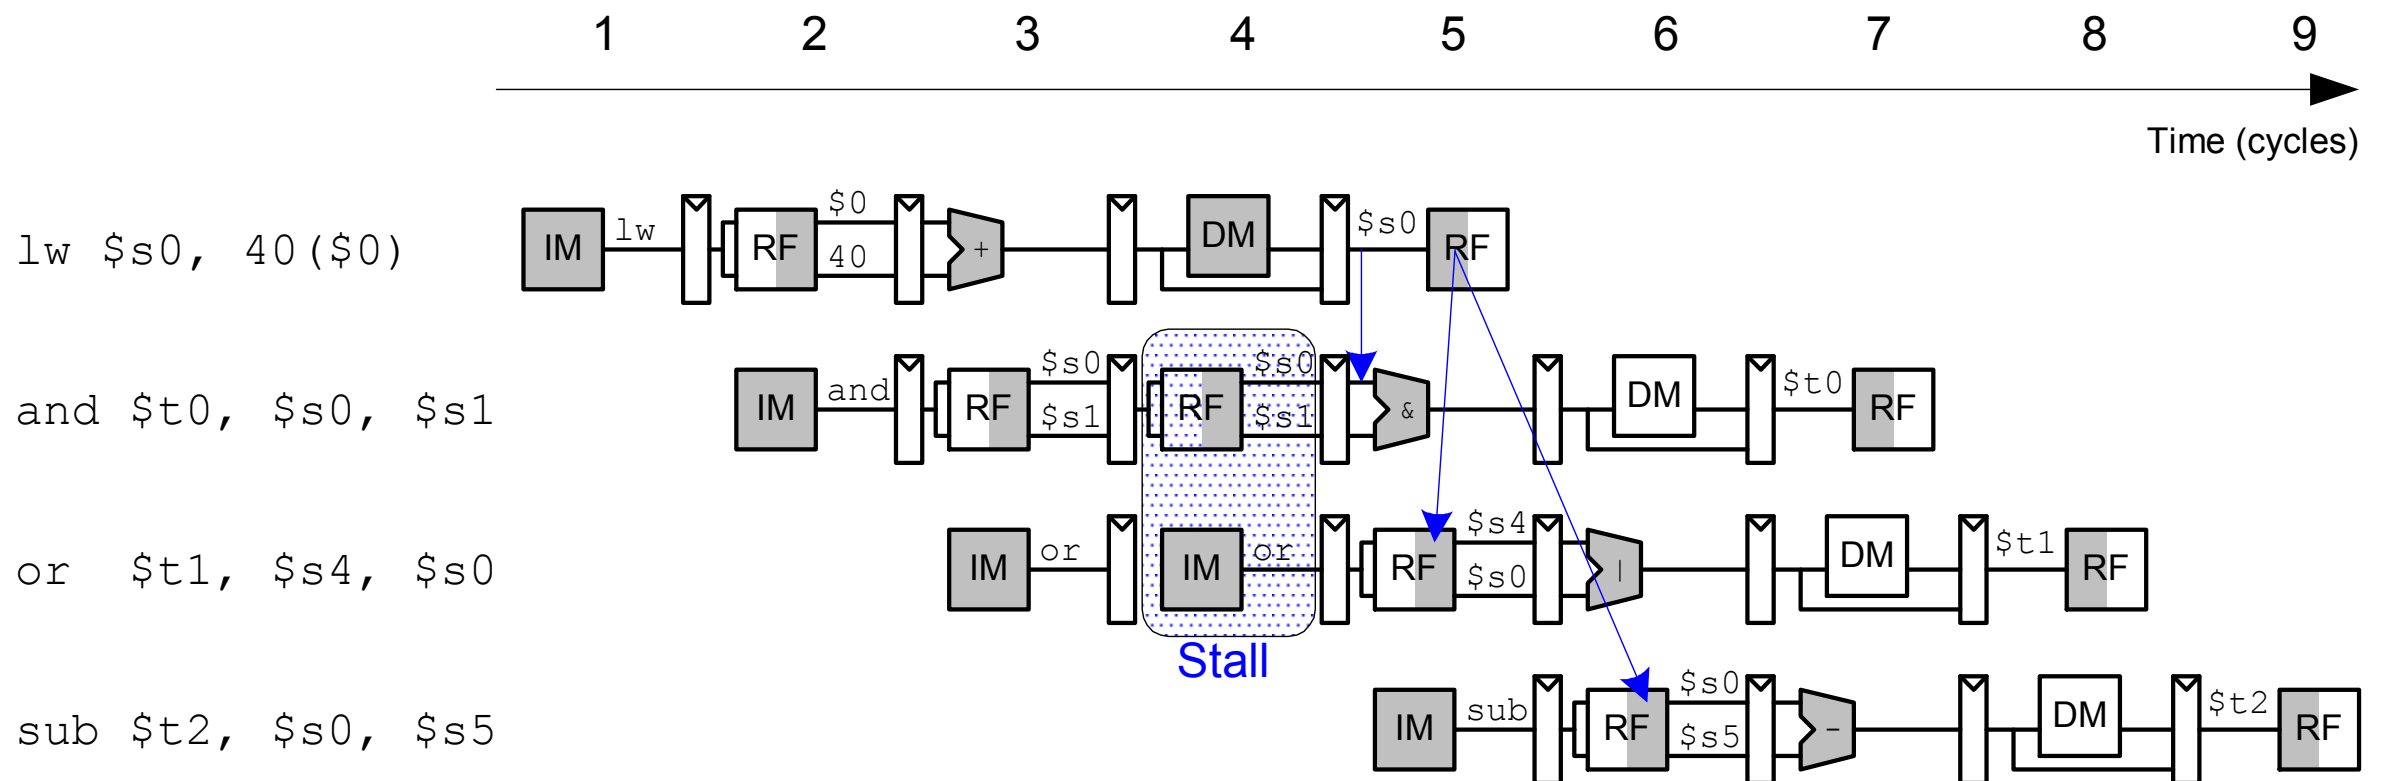 1 2 3 4 5 6 7 8 9
Time (cycles)
lw $s0, 40($0) IM lw RF $0 40 + DM $s0 RF
and $t0, $s0, $s1 IM and RF $s0 $s1 RF $s0 $s1 & DM $t0 RF
or $t1, $s4, $s0 IM or IM or RF $s4 $s0 | DM $t1 RF
Stall
sub $t2, $s0, $s5 IM sub RF $s0 $s5 - DM $t2 RF